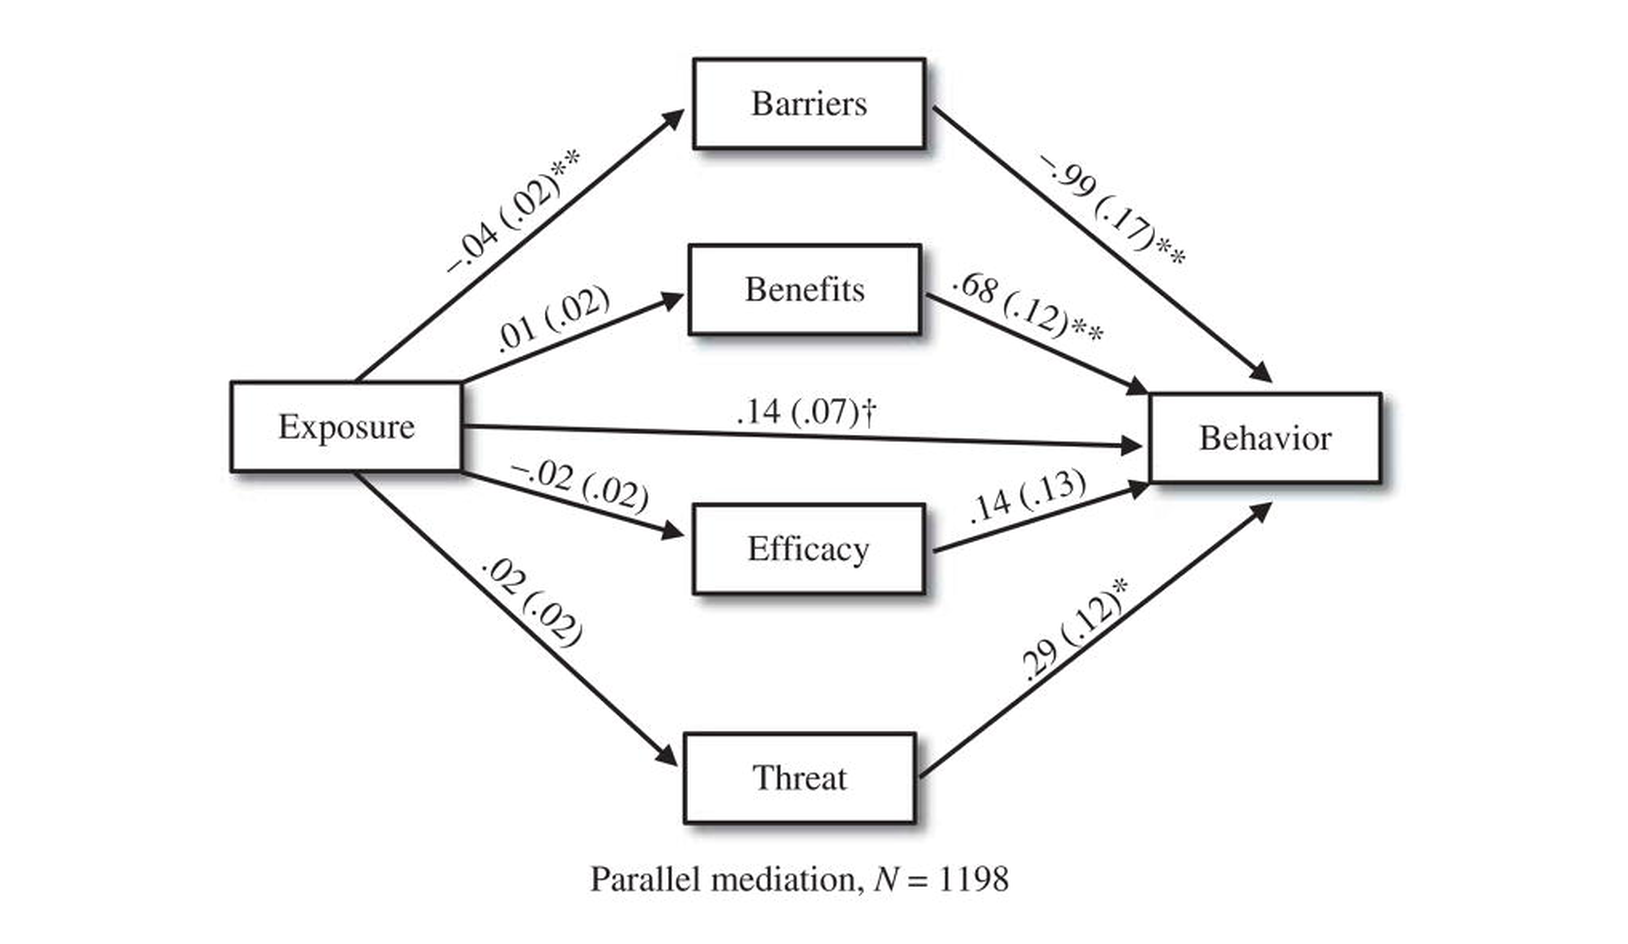 Barriers
−.04 (.02)**
−.99 (.17)**
Benefits
.01 (.02)
.68 (.12)**
Exposure
.14 (.07)†
Behavior
−.02 (.02)
.14 (.13)
Efficacy
.02 (.02)
.29 (.12)*
Threat
Parallel mediation, N = 1198